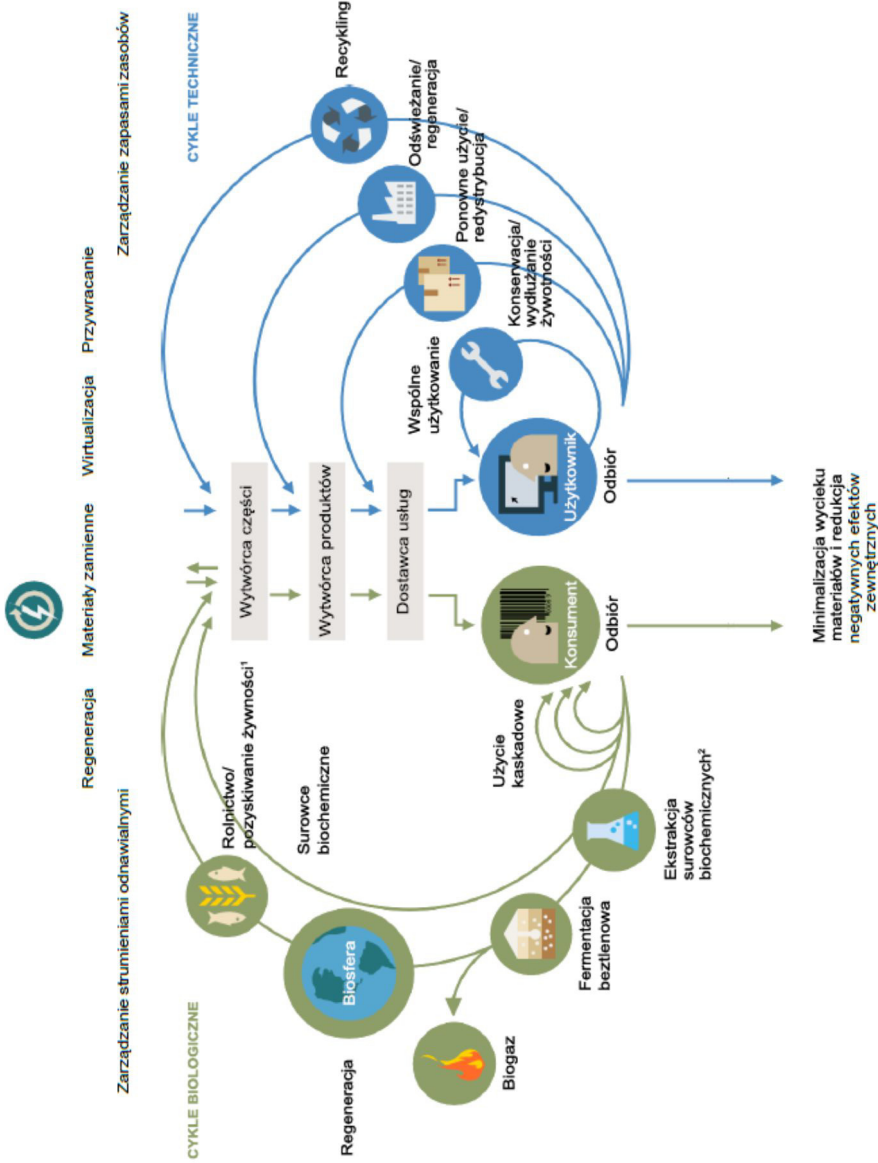 Regeneracja Materiały zamienne Wirtualizacja Przywracanie
Zarządzanie strumieniami odnawialnymi
Zarządzanie zapasami zasobów
CYKLE BIOLOGICZNE
CYKLE TECHNICZNE
Rolnictwo/
pozyskiwanie żywności¹
Surowce
biochemiczne
Regeneracja
Biosfera
Biogaz
Fermentacja
beztlenowa
Ekstrakcja
surowców
biochemicznych²
Użycie
kaskadowe
Wytwórca części
Wytwórca produktów
Dostawca usług
Konsument
Odbiór
Użytkownik
Odbiór
Wspólne
użytkowanie
Konserwacja/
wydłużanie
żywotności
Ponowne użycie/
redystrybucja
Odświeżanie/
regeneracja
Recykling
Minimalizacja wycieku
materiałów i redukcja
negatywnych efektów
zewnętrznych